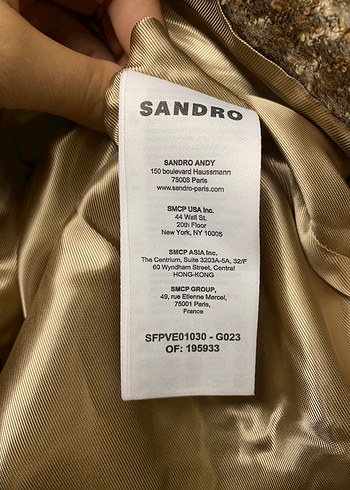 SANDRO
SANDRO ANDY
150 boulevard Haussmann
75008 Paris
www.sandro-paris.com
SMCP USA Inc.
44 Wall St.
20th Floor
New York, NY 10005
SMCP ASIA Inc.
The Centrium, Suite 3203A-5A, 32/F
60 Wyndham Street, Central
HONG-KONG
SMCP GROUP,
49, rue Etienne Marcel,
75001 Paris,
France
SFPVE01030 - G023
OF: 195933